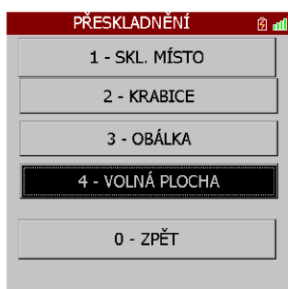 PŘESKLADNĚNÍ
1 - SKL. MÍSTO
2 - KRABICE
3 - OBÁLKA
4 - VOLNÁ PLOCHA
0 - ZPĚT